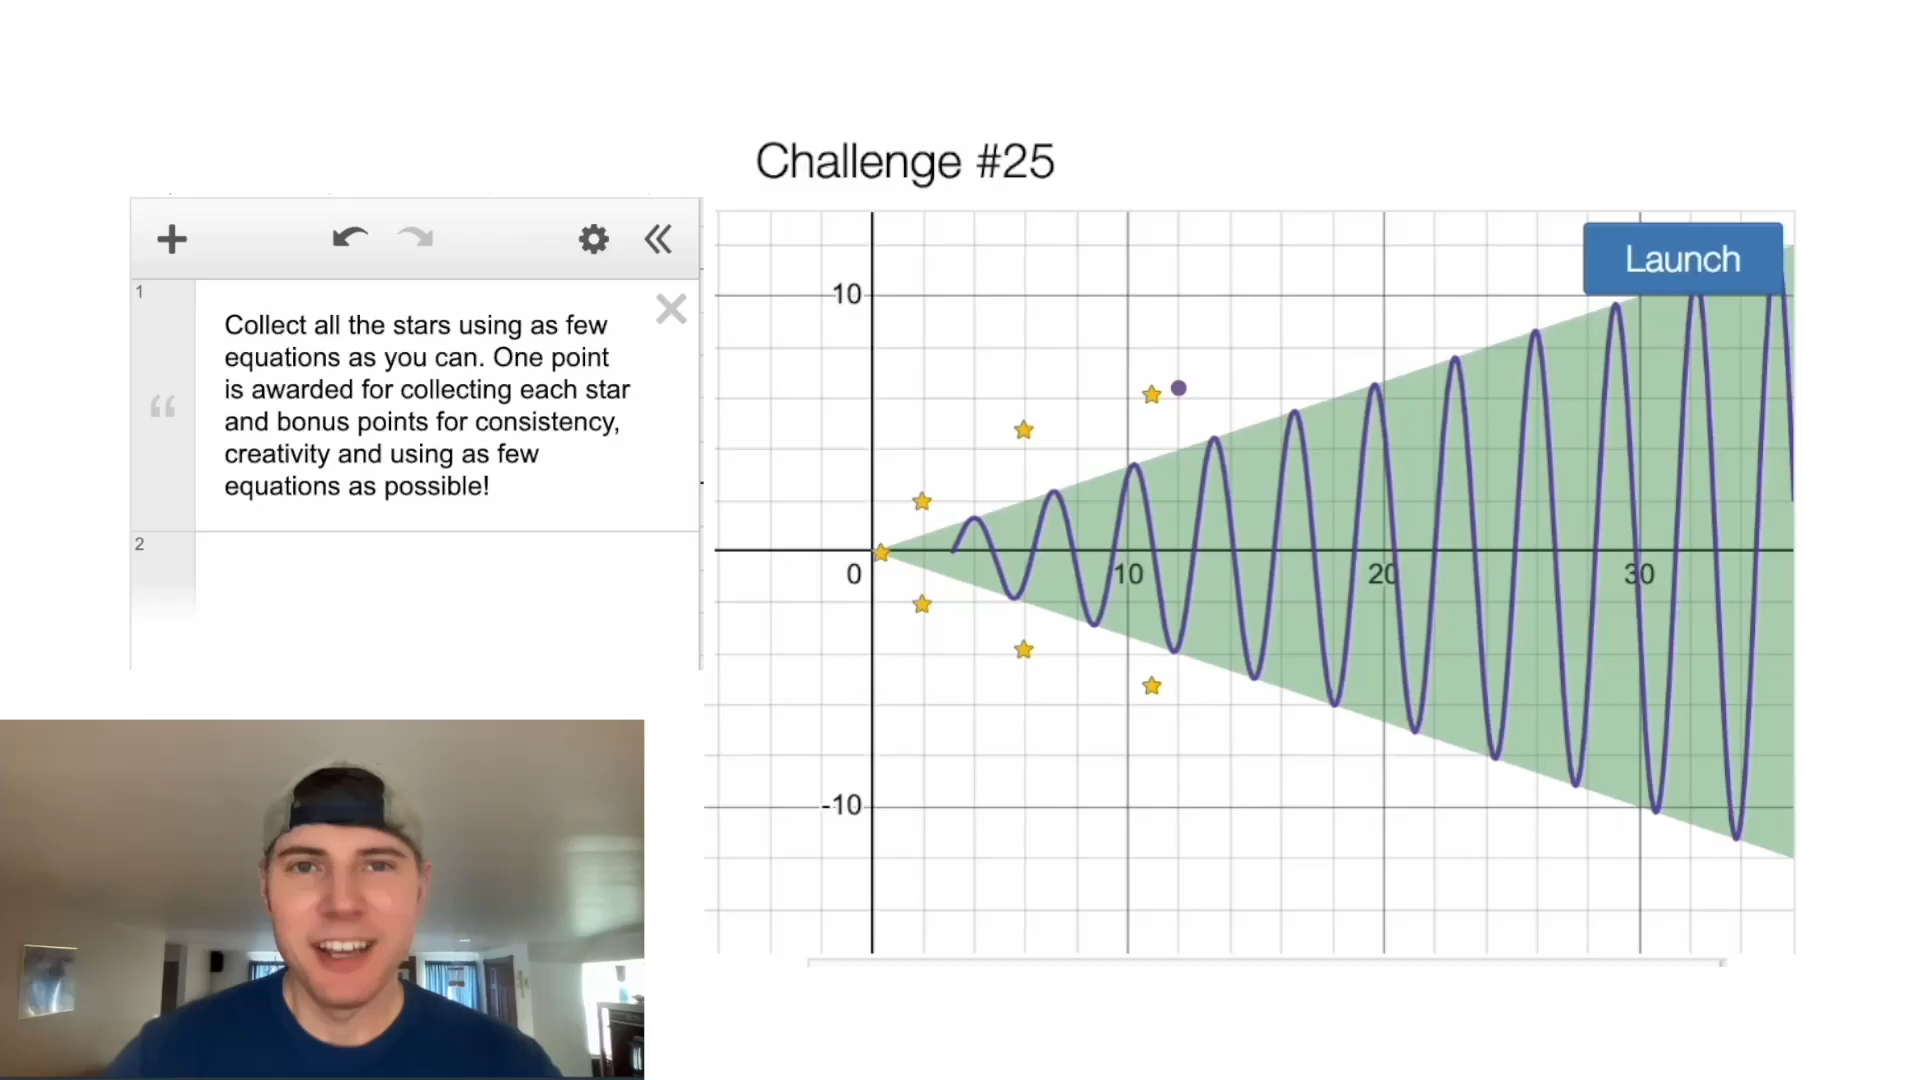 Challenge #25
1
Collect all the stars using as few
equations as you can. One point
is awarded for collecting each star
and bonus points for consistency,
creativity and using as few
equations as possible!
2
Launch
10
0
10
20
30
-10